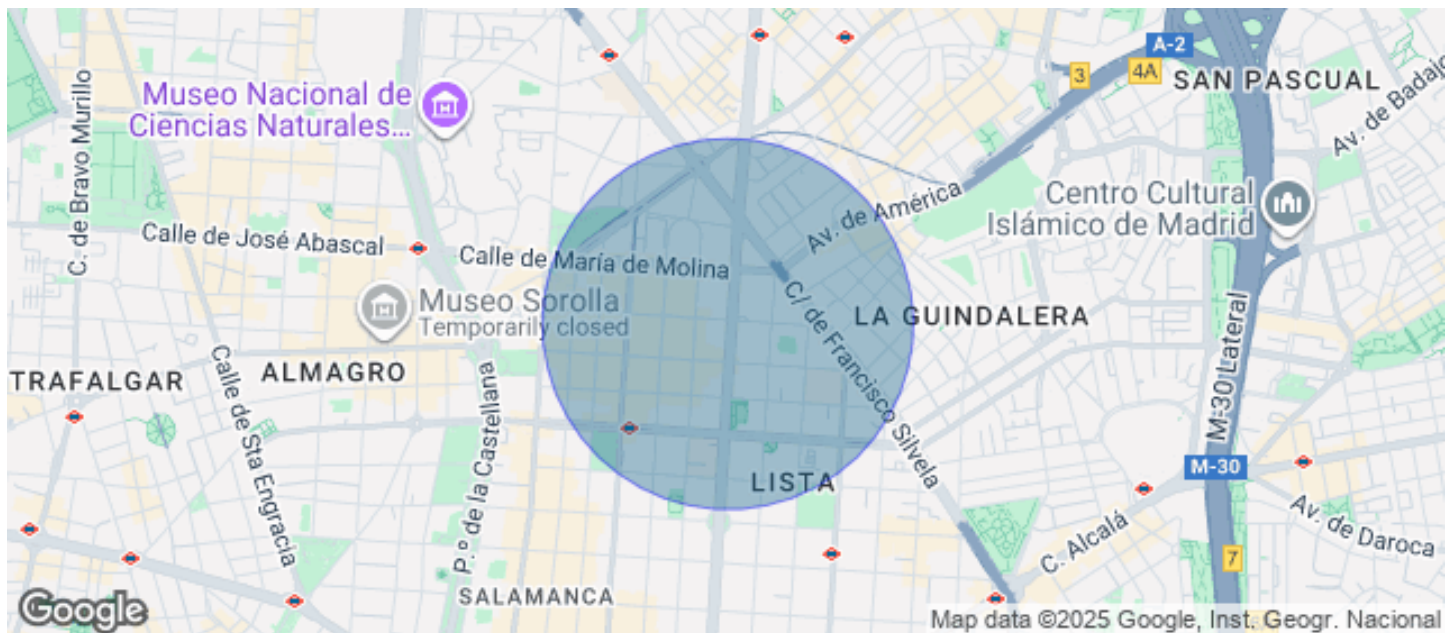 A-2
3
4A
SAN PASCUAL
Museo Nacional de
Ciencias Naturales...
C. de Bravo Murillo
Av. de Badajo
Centro Cultural
Islámico de Madrid
Av. de América
Calle de José Abascal
Calle de María de Molina
Museo Sorolla
Temporarily closed
C/ de Francisco Silvela
LA GUINDALERA
M-30 Lateral
TRAFALGAR
ALMAGRO
Calle de Sta Engracia
P.º de la Castellana
LISTA
M-30
Av. de Daroca
C. Alcalá
7
SALAMANCA
Google
Map data ©2025 Google, Inst. Geogr. Nacional